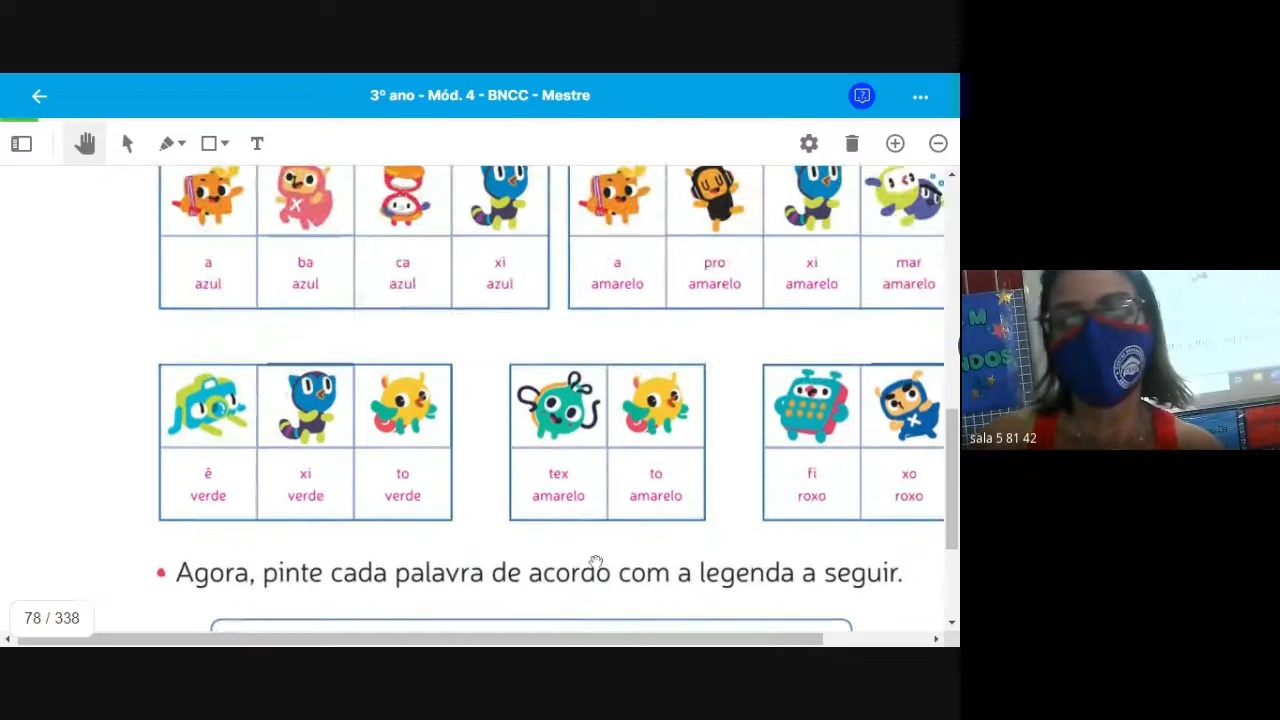 3º ano - Mód. 4 - BNCC - Mestre
a ba ca xi a pro xi mar
azul azul azul azul amarelo amarelo amarelo amarelo
ê xi to tex to fi xo
verde verde verde amarelo amarelo roxo roxo
• Agora, pinte cada palavra de acordo com a legenda a seguir.
78 / 338
M
NDOS
sala 5 81 42